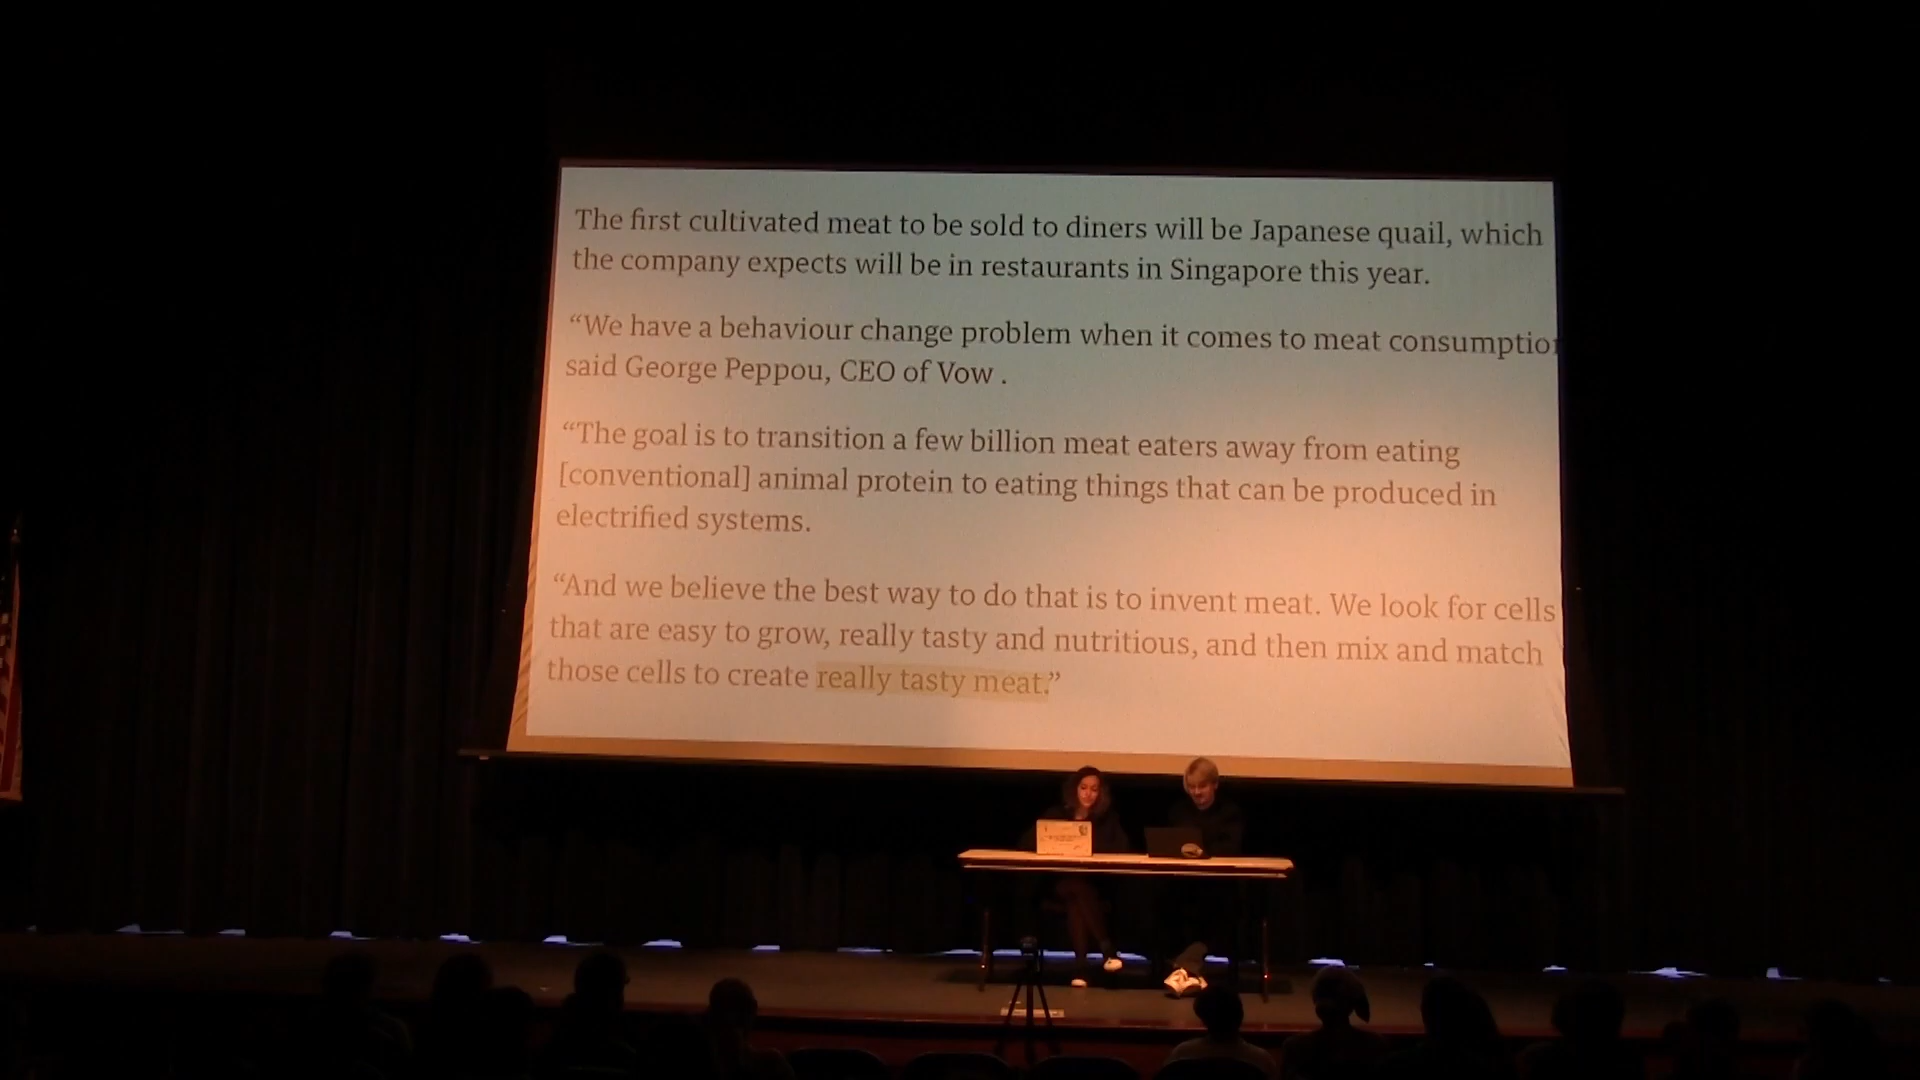 The first cultivated meat to be sold to diners will be Japanese quail, which
the company expects will be in restaurants in Singapore this year.
“We have a behaviour change problem when it comes to meat consumption
said George Peppou, CEO of Vow .
“The goal is to transition a few billion meat eaters away from eating
[conventional] animal protein to eating things that can be produced in
electrified systems.
“And we believe the best way to do that is to invent meat. We look for cells
that are easy to grow, really tasty and nutritious, and then mix and match
those cells to create really tasty meat.”